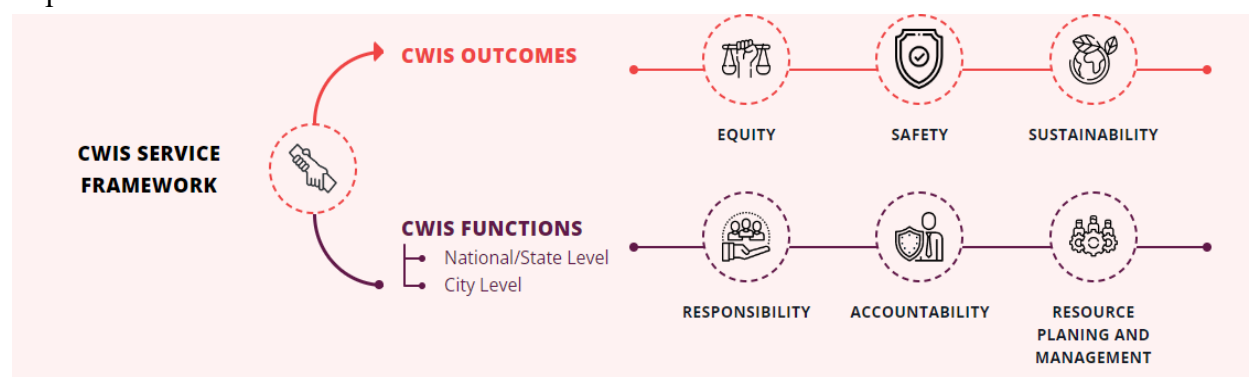 CWIS SERVICE
FRAMEWORK
CWIS OUTCOMES
EQUITY
SAFETY
SUSTAINABILITY
CWIS FUNCTIONS
National/State Level
City Level
RESPONSIBILITY
ACCOUNTABILITY
RESOURCE
PLANING AND
MANAGEMENT